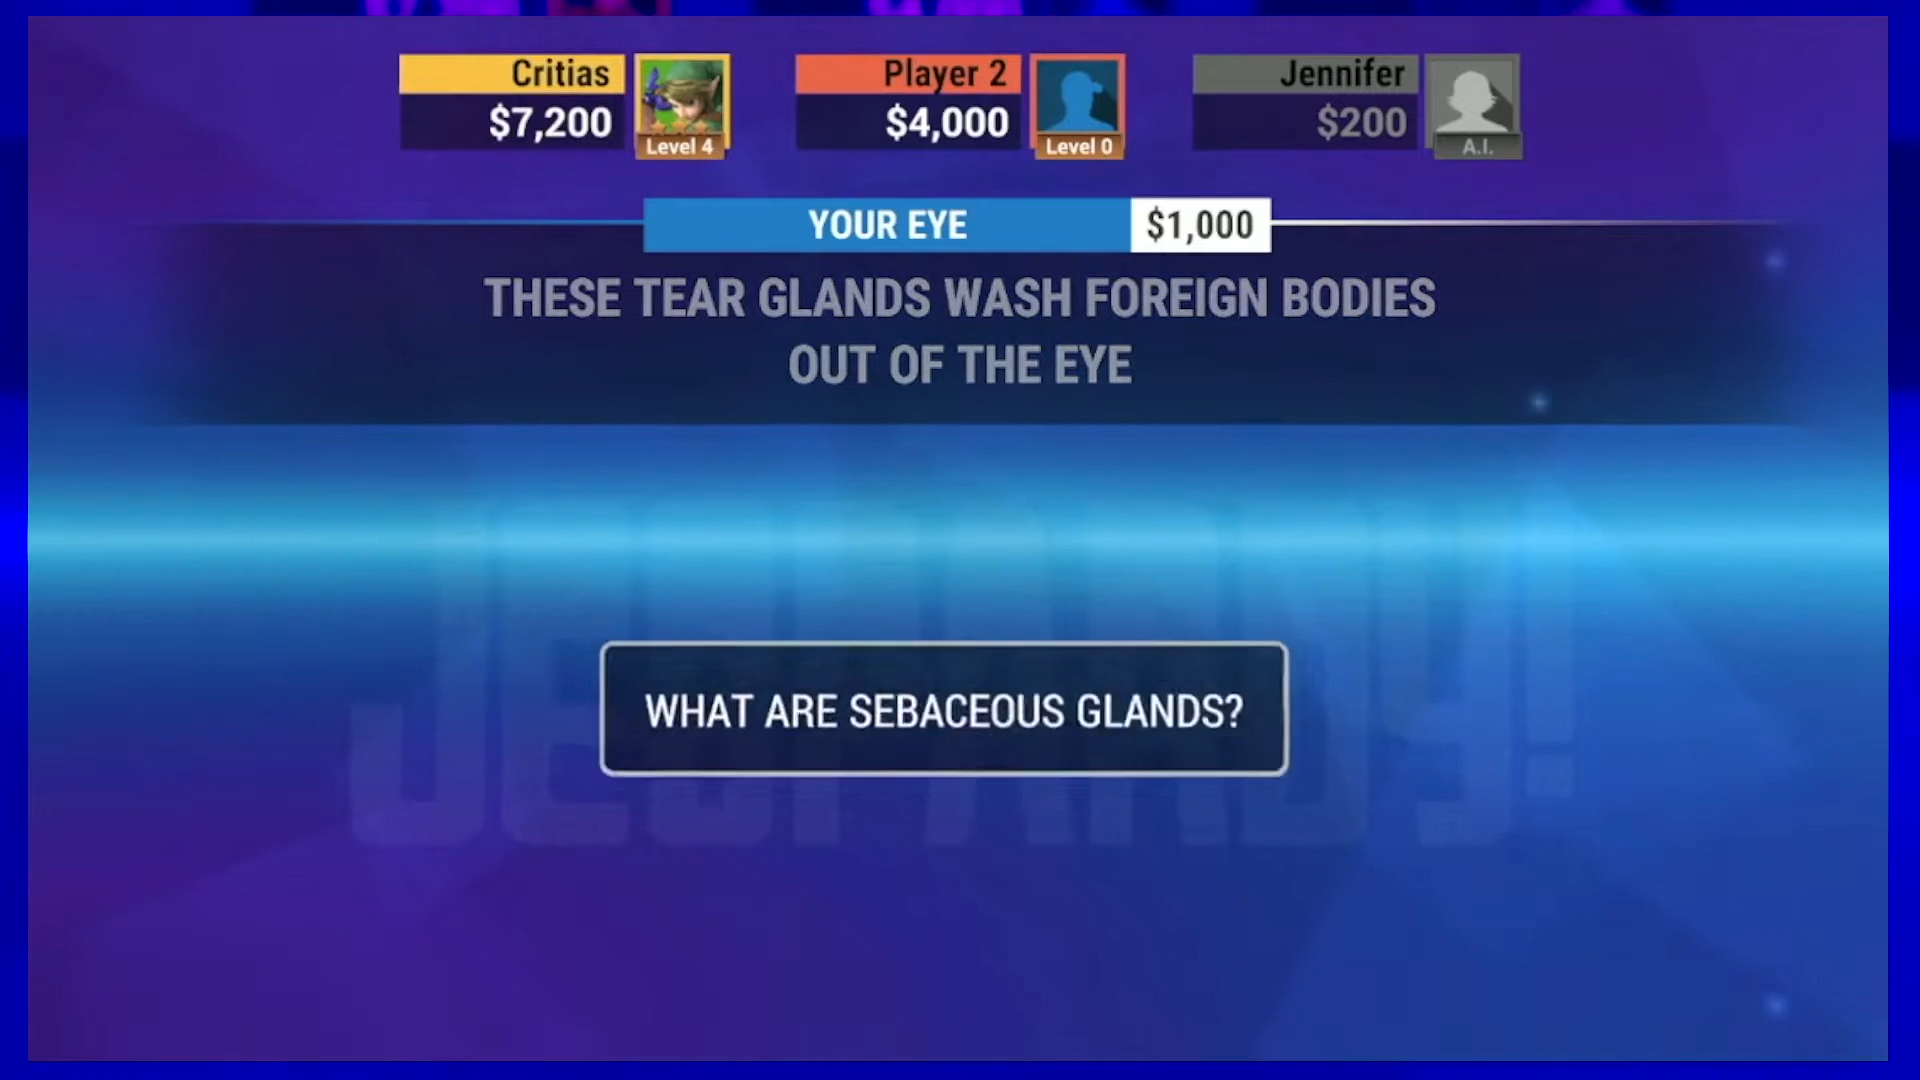 Critias
$7,200
Level 4
Player 2
$4,000
Level 0
Jennifer
$200
A.I.
YOUR EYE $1,000
THESE TEAR GLANDS WASH FOREIGN BODIES
OUT OF THE EYE
JEOPARDY!
WHAT ARE SEBACEOUS GLANDS?